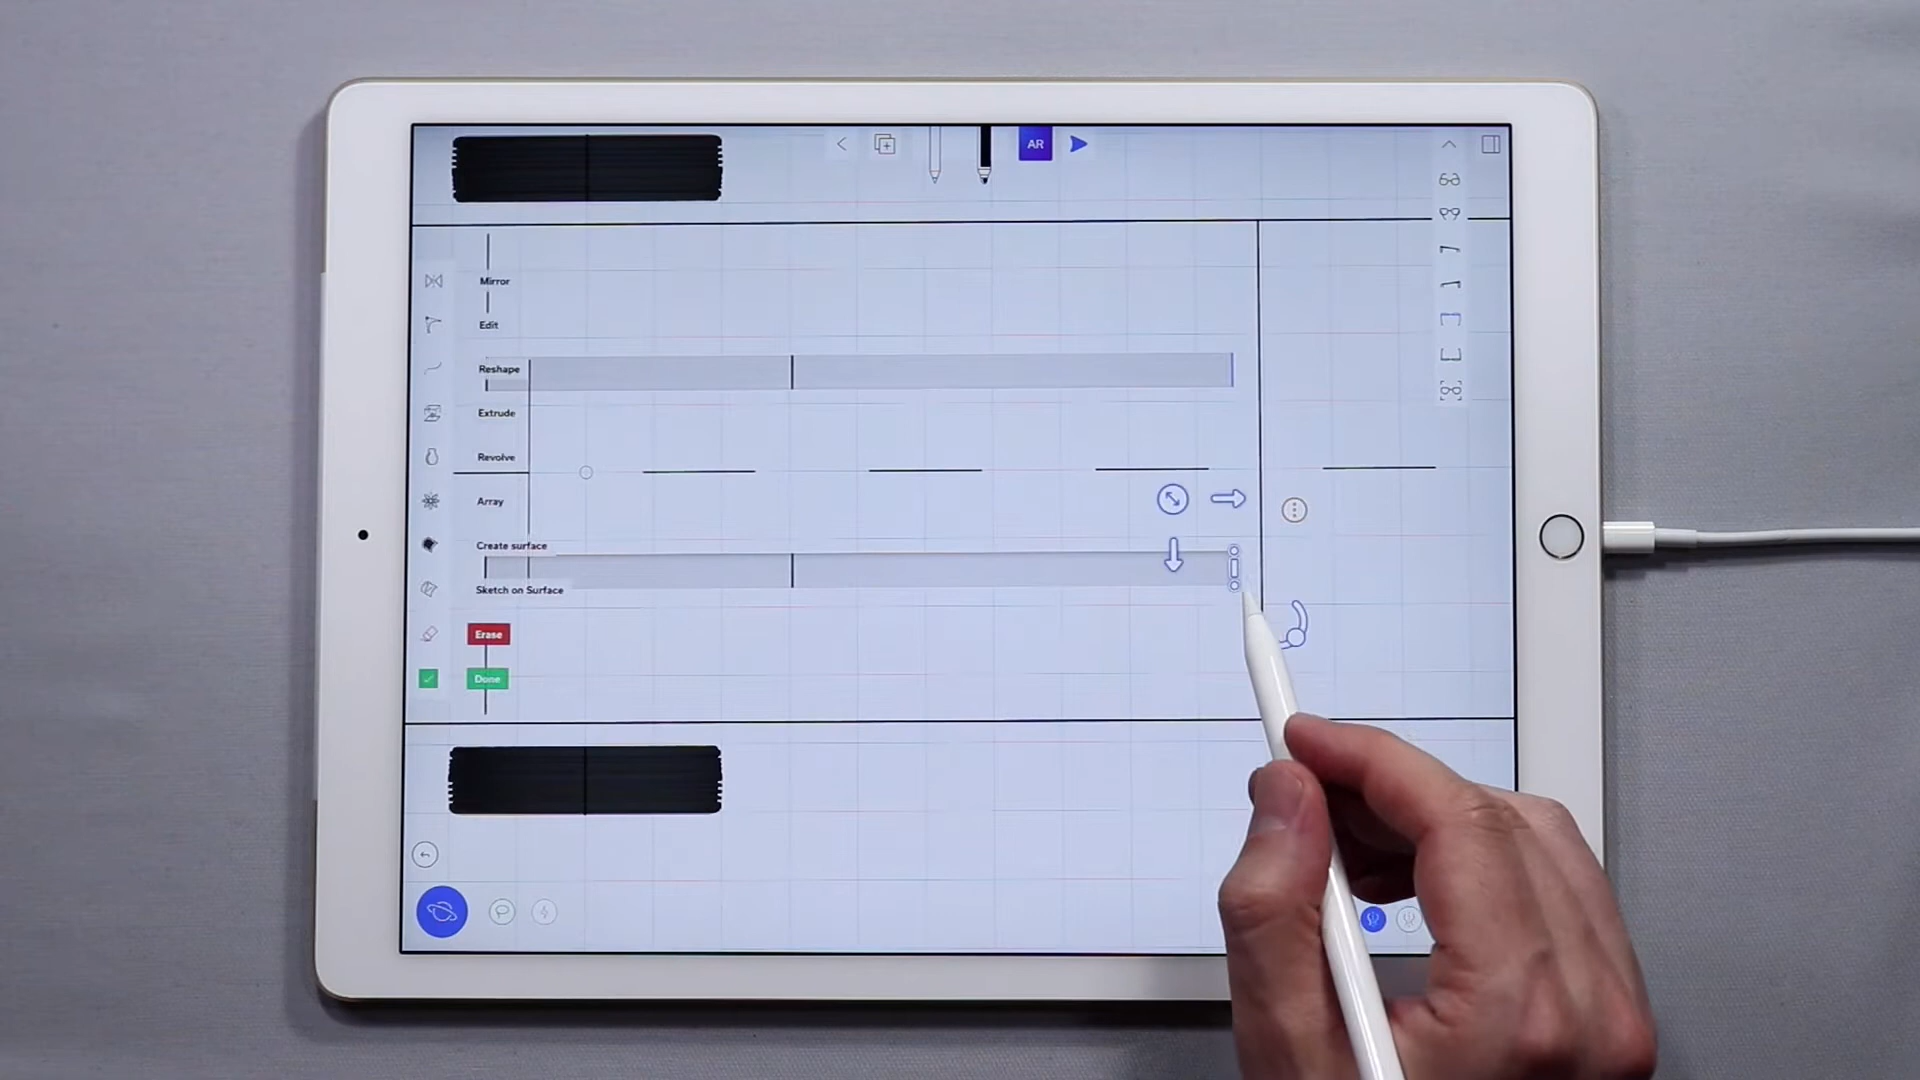 AR
Mirror
Edit
Reshape
Extrude
Revolve
Array
Create surface
Sketch on Surface
Erase
Done